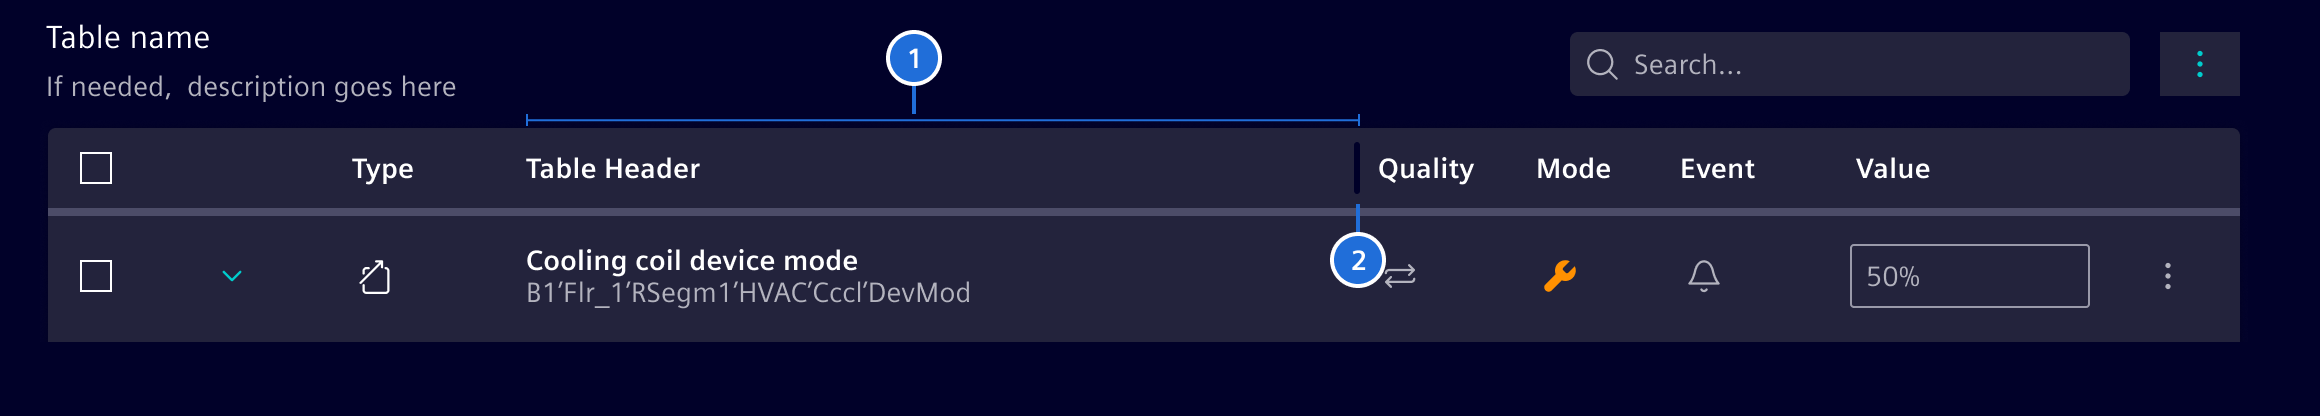 Table name
If needed, description goes here
1
Search...
Type Table Header Quality Mode Event Value
Cooling coil device mode
B1’Flr_1’RSegm1’HVAC’Cccl’DevMod
2
50%